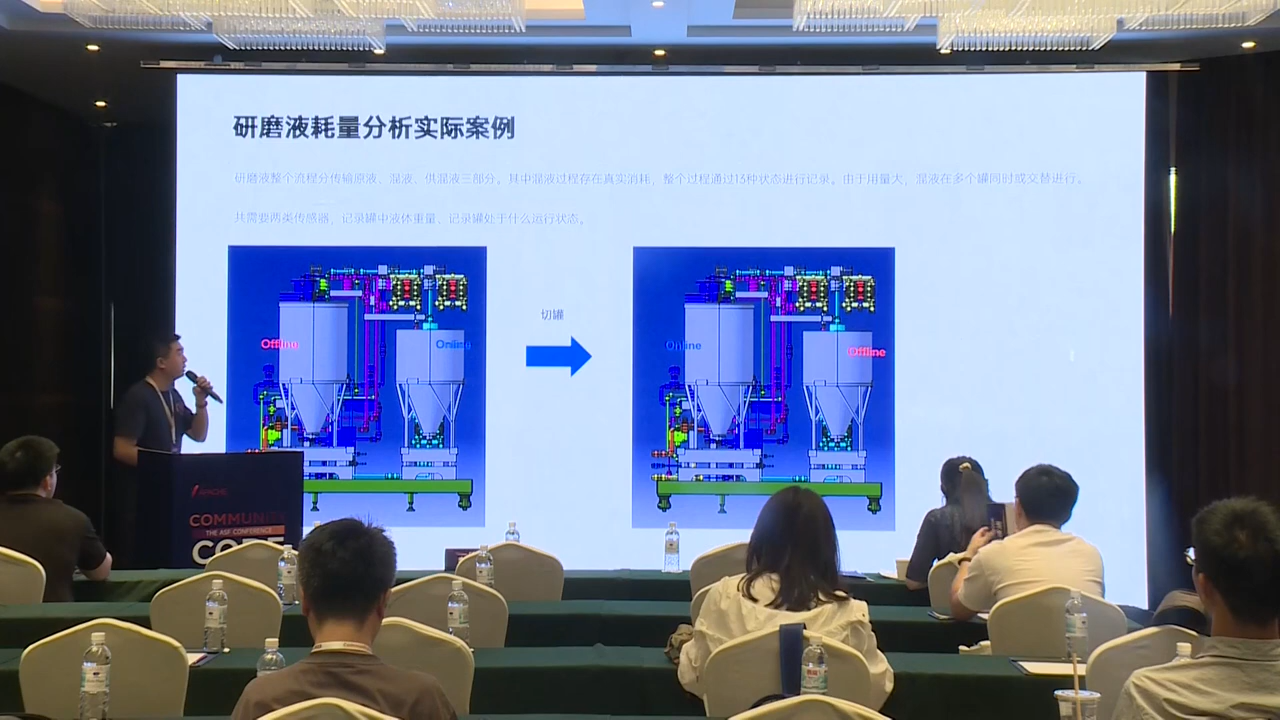 研磨液耗量分析实际案例
研磨液整个流程分传输原液、混液、供混液三部分。其中混液过程存在真实消耗，整个过程通过15种状态进行记录。由于用量大，混液在多个罐同时或交替进行。
共需要两类传感器，记录罐中液体重量、记录罐处于什么运行状态。
切罐
Offline
Online
Online
Offline
APACHE
COMMUNITY
THE ASF CONFERENCE
CODE